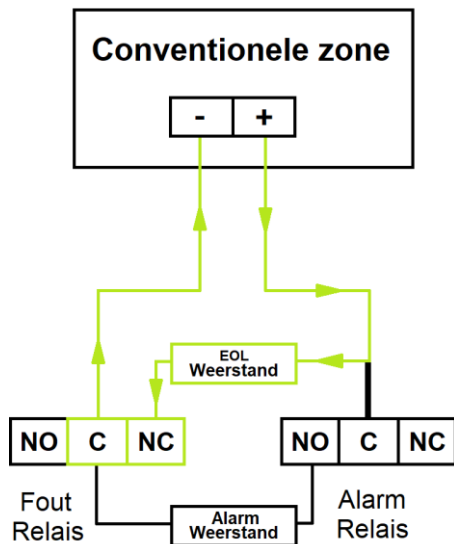 Conventionele zone
- +
EOL
Weerstand
NO C NC
NO C NC
Fout
Relais
Alarm
Weerstand
Alarm
Relais